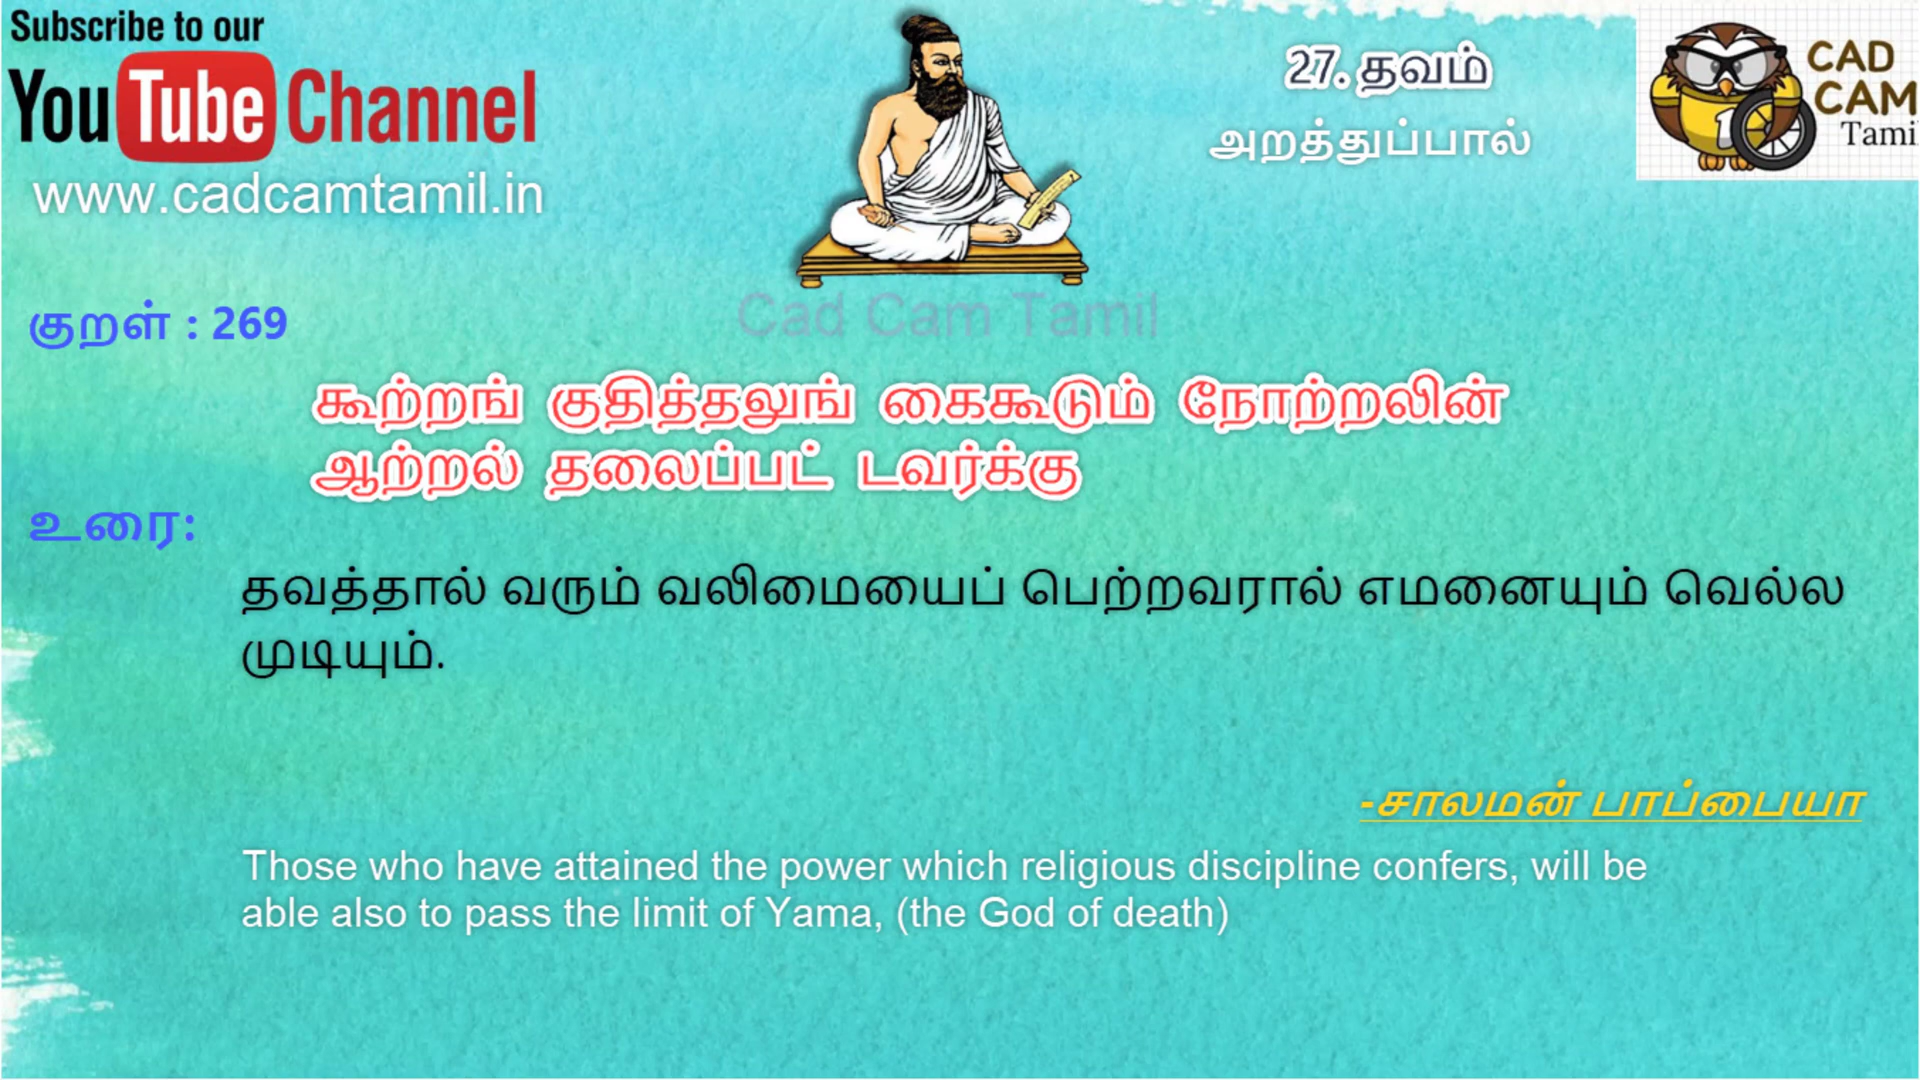 Subscribe to our
YouTube Channel
www.cadcamtamil.in
27. தவம்
அறத்துப்பால்
CAD
CAM
Tami
Cad Cam Tamil
குறள் : 269
கூற்றங் குதித்தலுங் கைகூடும் நோற்றலின்
ஆற்றல் தலைப்பட் டவர்க்கு
உரை:
தவத்தால் வரும் வலிமையைப் பெற்றவரால் எமனையும் வெல்ல
முடியும்.
-சாலமன் பாப்பையா
Those who have attained the power which religious discipline confers, will be
able also to pass the limit of Yama, (the God of death)